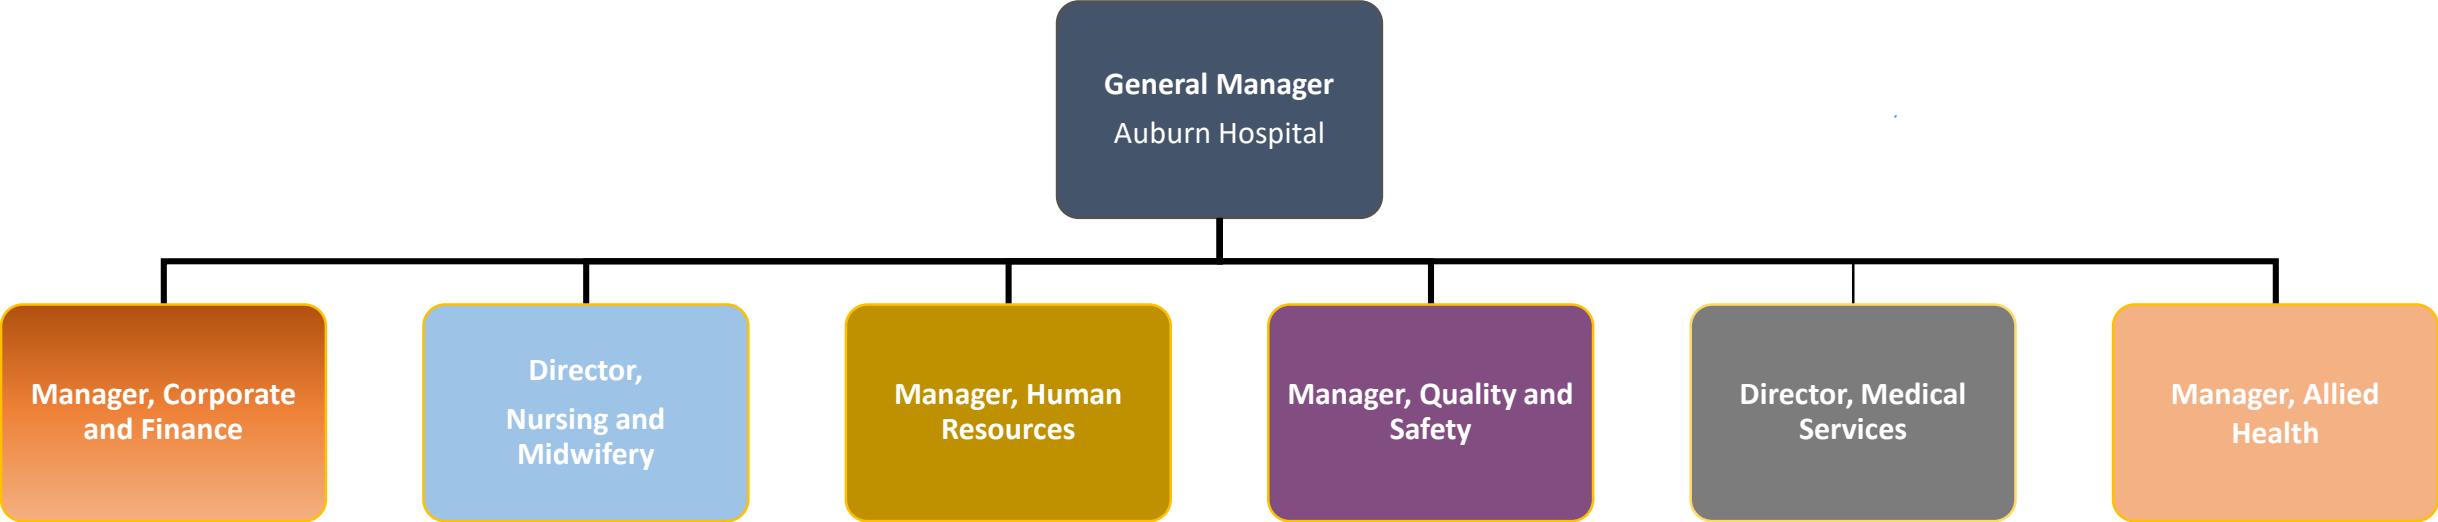 General Manager
Auburn Hospital
Manager, Corporate
and Finance
Director,
Nursing and
Midwifery
Manager, Human
Resources
Manager, Quality and
Safety
Director, Medical
Services
Manager, Allied
Health